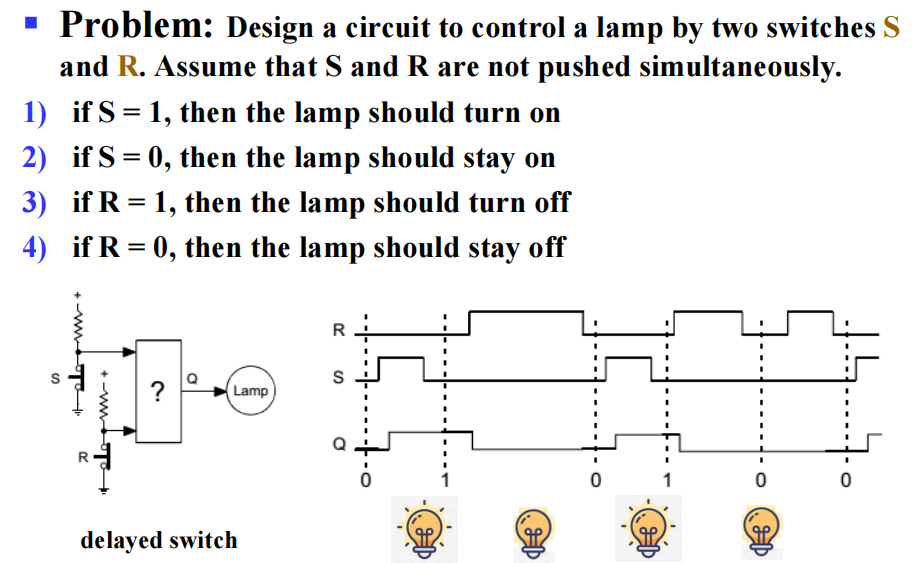 Problem: Design a circuit to control a lamp by two switches S
and R. Assume that S and R are not pushed simultaneously.
1) if S = 1, then the lamp should turn on
2) if S = 0, then the lamp should stay on
3) if R = 1, then the lamp should turn off
4) if R = 0, then the lamp should stay off
+
S
+
R
?
Q
Lamp
delayed switch
R
S
Q
0 1 0 1 0 0